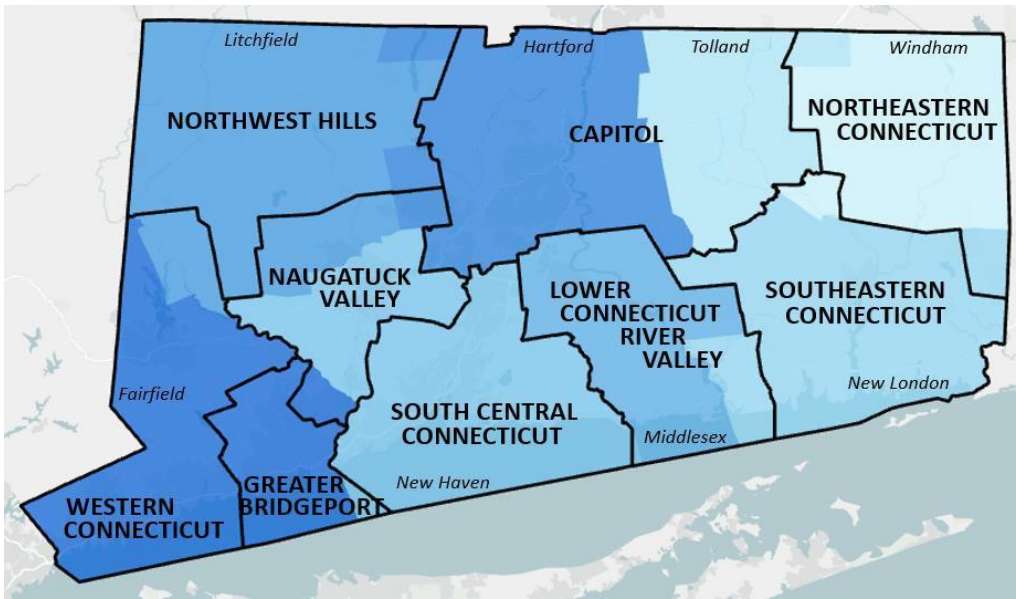 Litchfield
Hartford
Tolland
Windham
NORTHWEST HILLS
CAPITOL
NORTHEASTERN
CONNECTICUT
NAUGATUCK
VALLEY
LOWER
CONNECTICUT
RIVER
VALLEY
SOUTHEASTERN
CONNECTICUT
Fairfield
New London
SOUTH CENTRAL
CONNECTICUT
Middlesex
New Haven
GREATER
BRIDGEPORT
WESTERN
CONNECTICUT